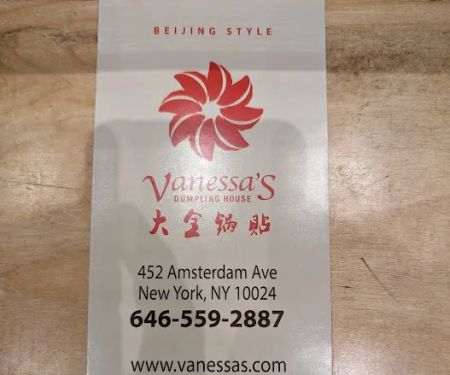 BEIJING STYLE
Vanessa'S
DUMPLING HOUSE
大全锅貼
452 Amsterdam Ave
New York, NY 10024
646-559-2887
www.vanessas.com